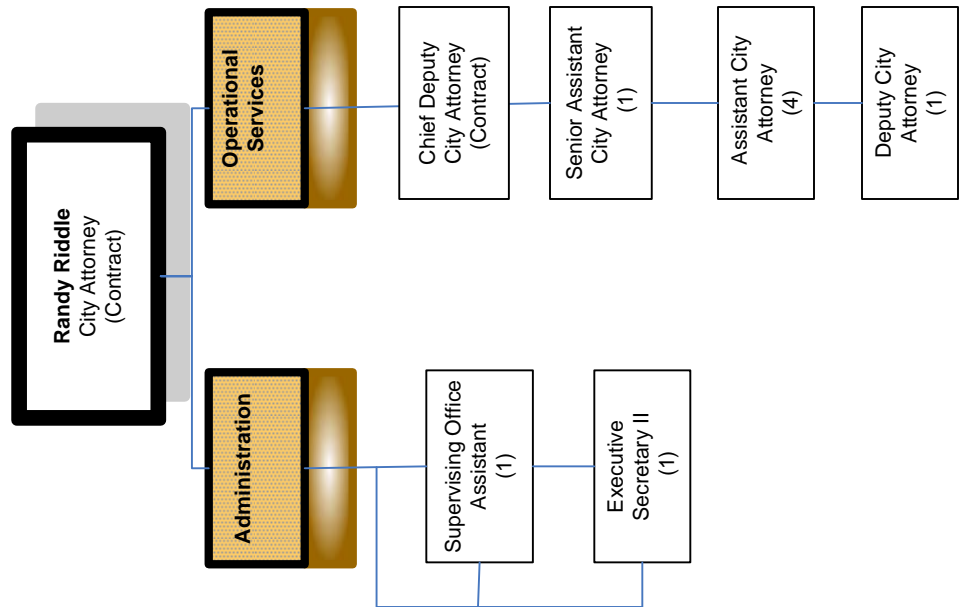 Randy Riddle
City Attorney
(Contract)
Administration
Supervising Office
Assistant
(1)
Executive
Secretary II
(1)
Operational
Services
Chief Deputy
City Attorney
(Contract)
Senior Assistant
City Attorney
(1)
Assistant City
Attorney
(4)
Deputy City
Attorney
(1)